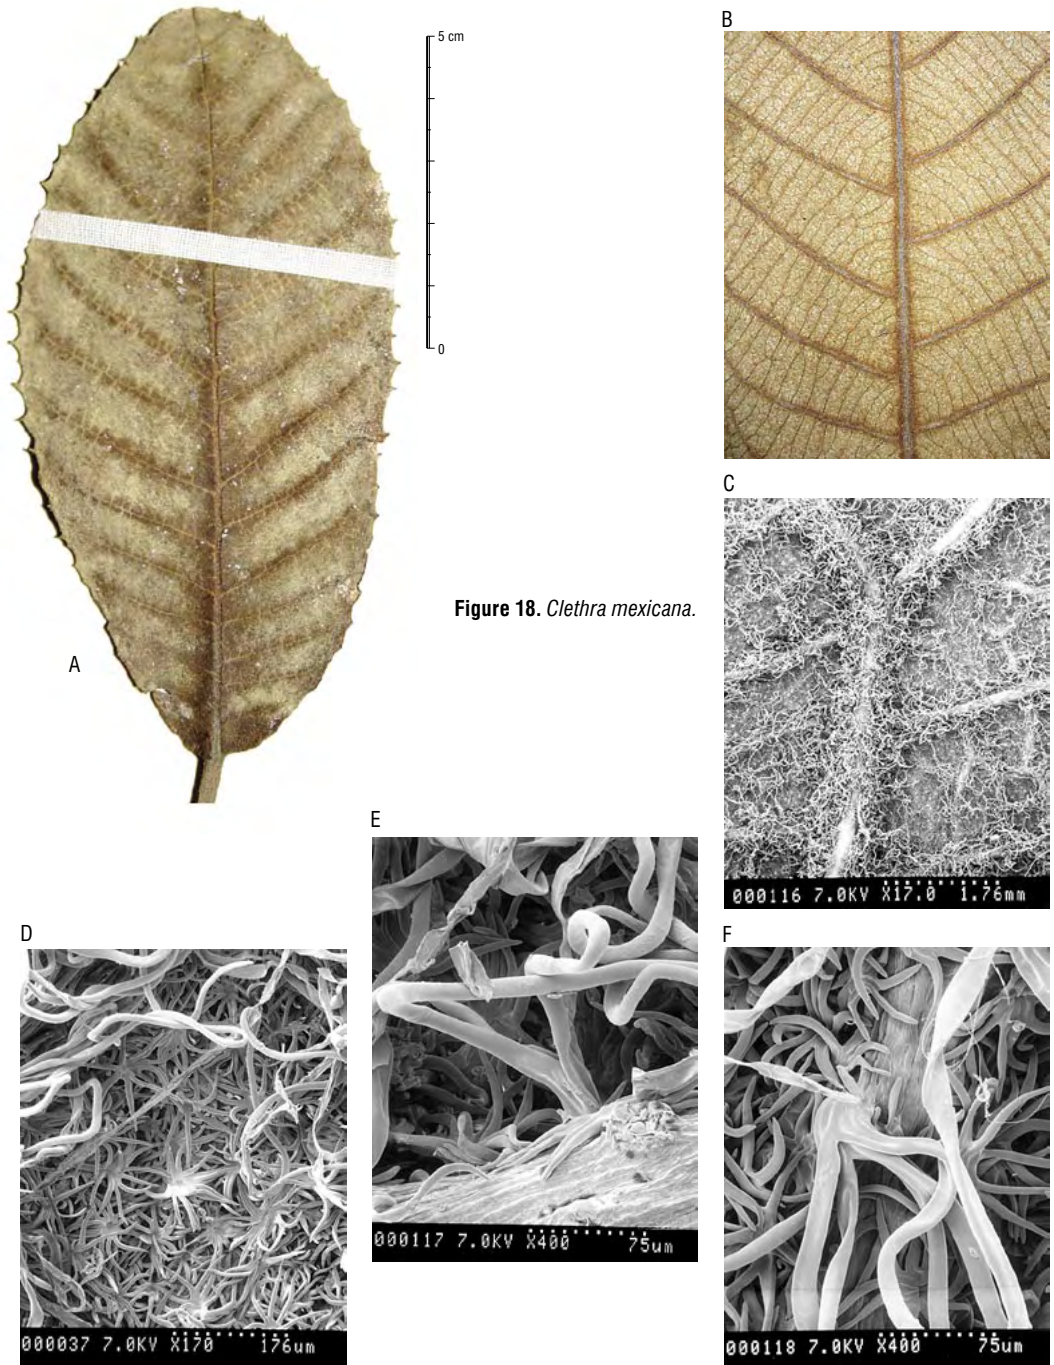 B
5 cm
0
C
Figure 18. Clethra mexicana.
A
E
000116 7.0KV X17.0 1.76mm
D
F
000117 7.0KV X400 75um
000037 7.0KV X170 176um
000118 7.0KV X400 75um